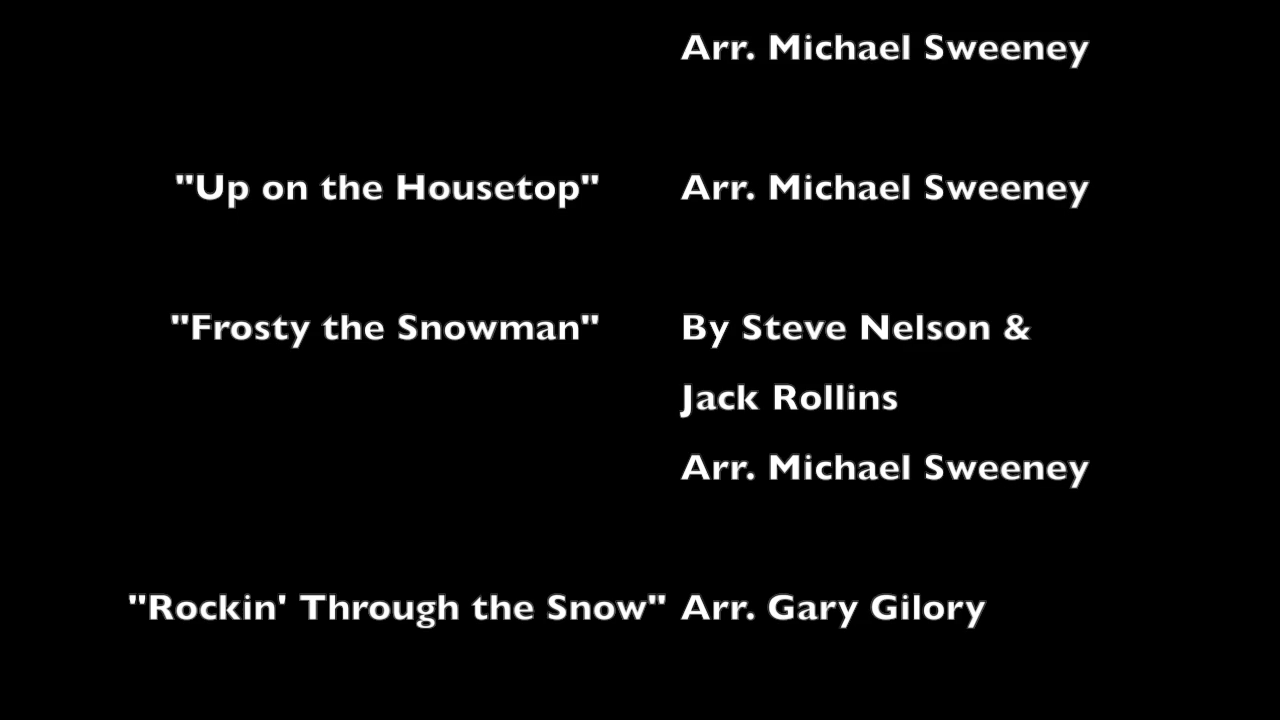 Arr. Michael Sweeney
"Up on the Housetop" Arr. Michael Sweeney
"Frosty the Snowman" By Steve Nelson &
Jack Rollins
Arr. Michael Sweeney
"Rockin' Through the Snow" Arr. Gary Gilory